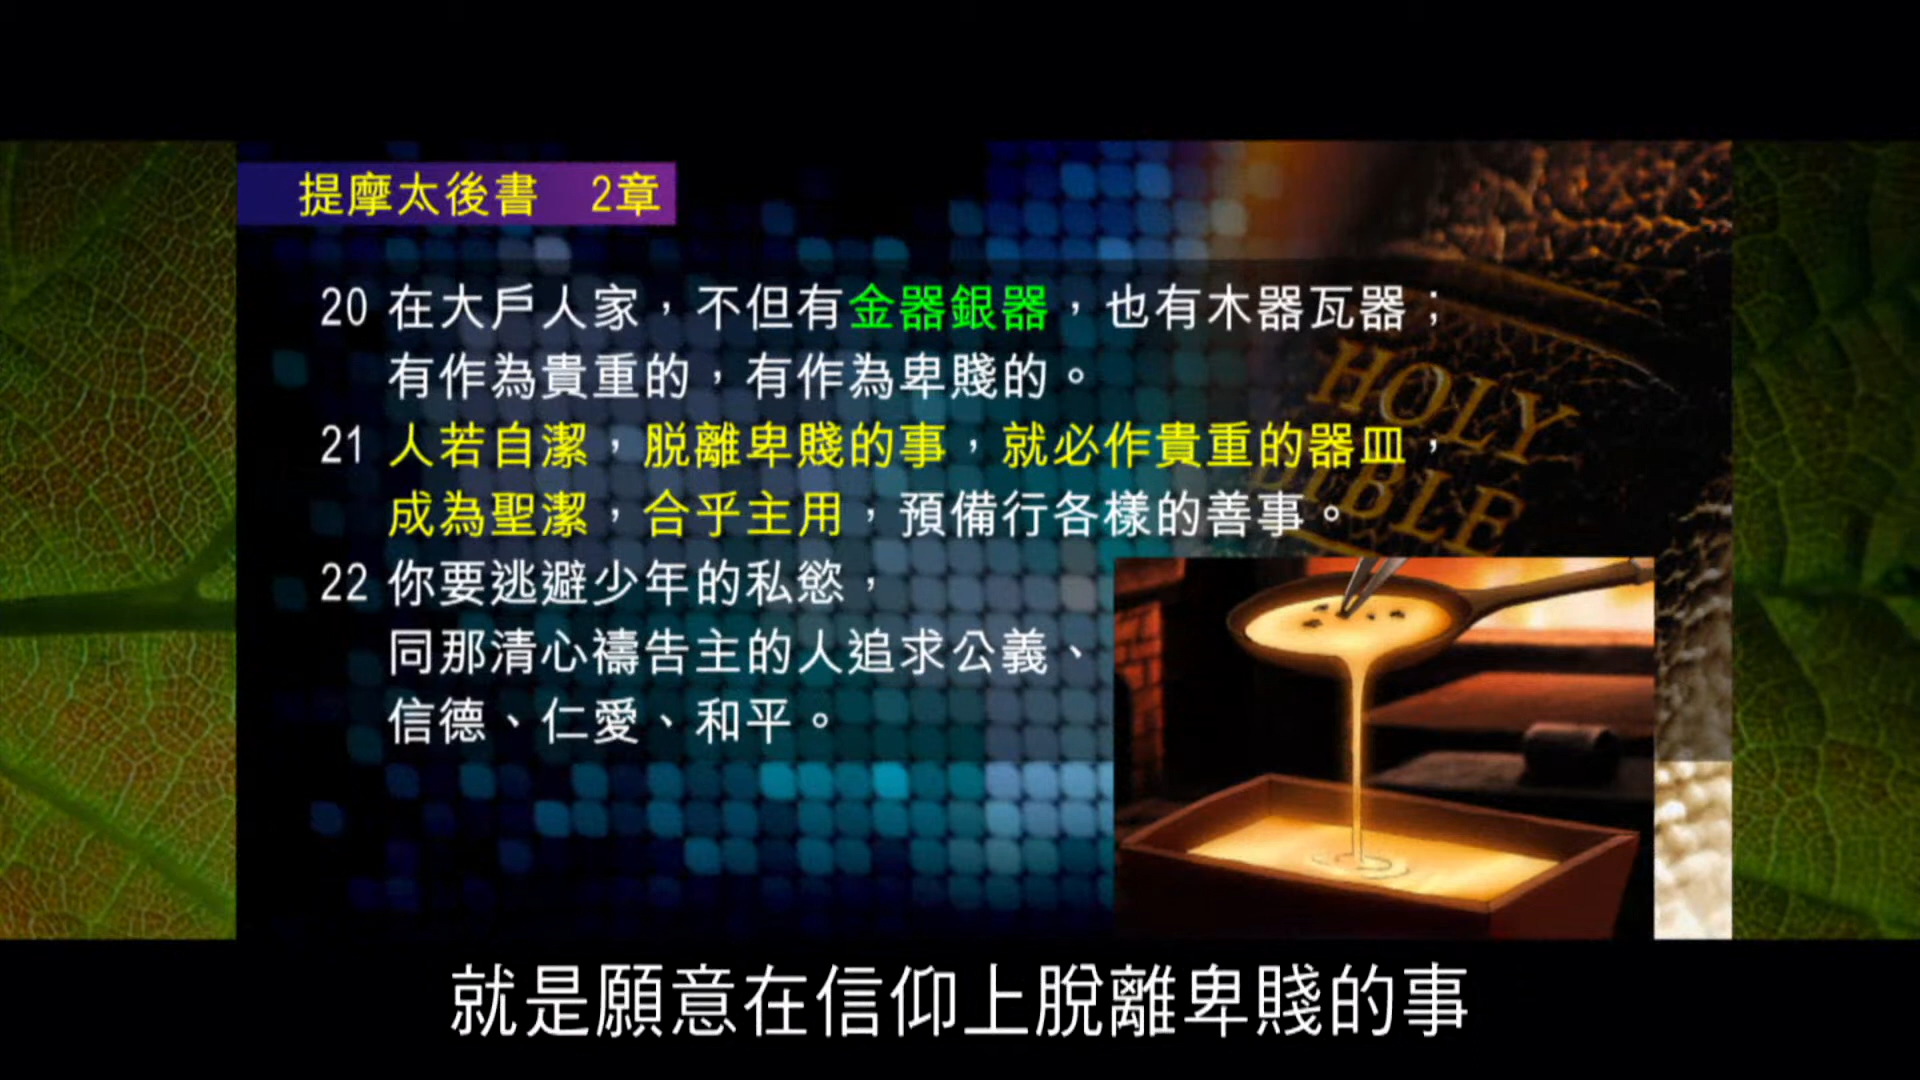 提摩太後書 2章
20 在大戶人家，不但有金器銀器，也有木器瓦器；
有作為貴重的，有作為卑賤的。
HOLY
21 人若自潔，脫離卑賤的事，就必作貴重的器皿，
BIBLE
成為聖潔，合乎主用，預備行各樣的善事。
22 你要逃避少年的私慾，
同那清心禱告主的人追求公義、
信德、仁愛、和平。
就是願意在信仰上脫離卑賤的事